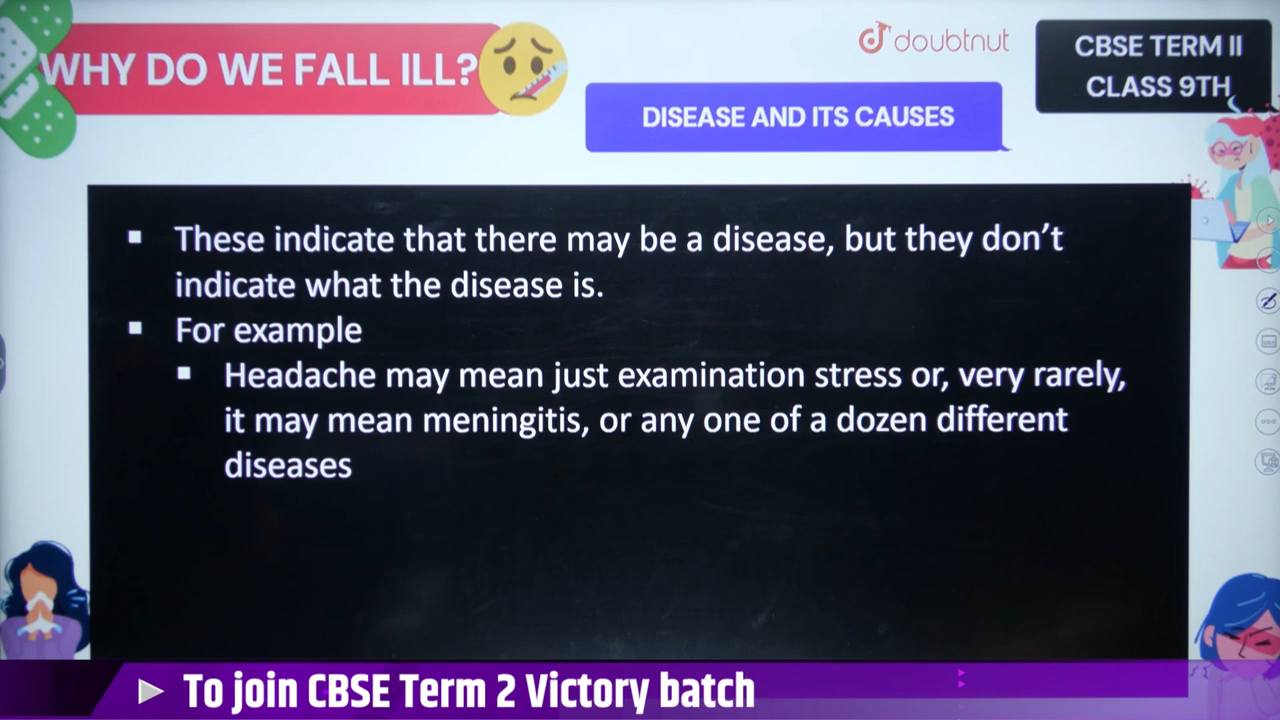 WHY DO WE FALL ILL?
doubtnut
CBSE TERM II
CLASS 9TH
DISEASE AND ITS CAUSES
▪ These indicate that there may be a disease, but they don’t
indicate what the disease is.
▪ For example
▪ Headache may mean just examination stress or, very rarely,
it may mean meningitis, or any one of a dozen different
diseases
To join CBSE Term 2 Victory batch